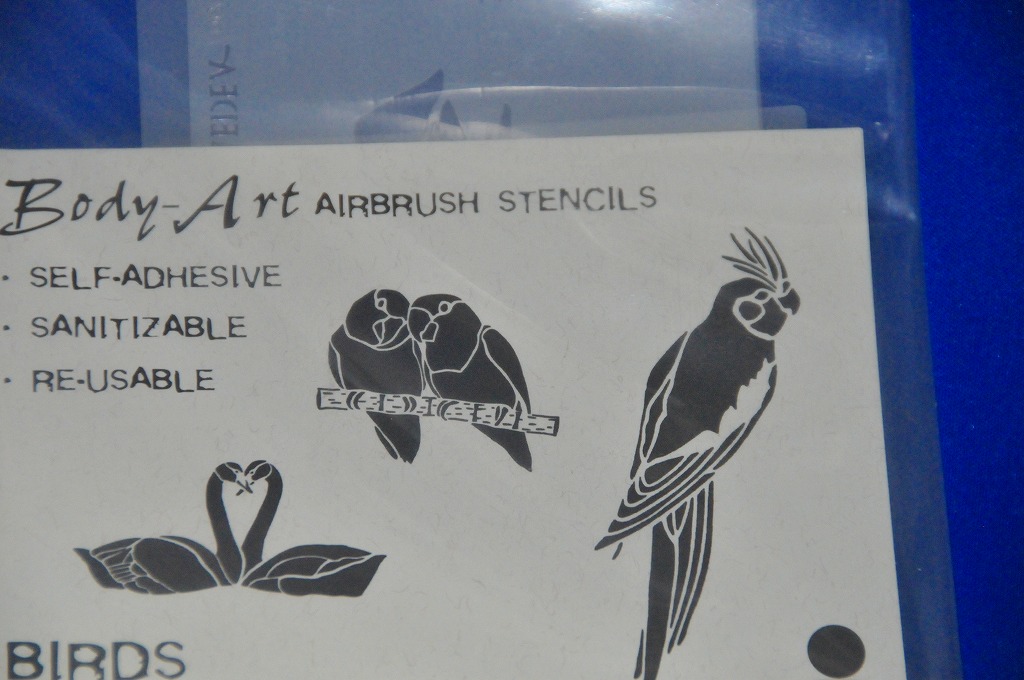 Body-Art AIRBRUSH STENCILS
· SELF-ADHESIVE
· SANITIZABLE
· RE-USABLE
BIRDS